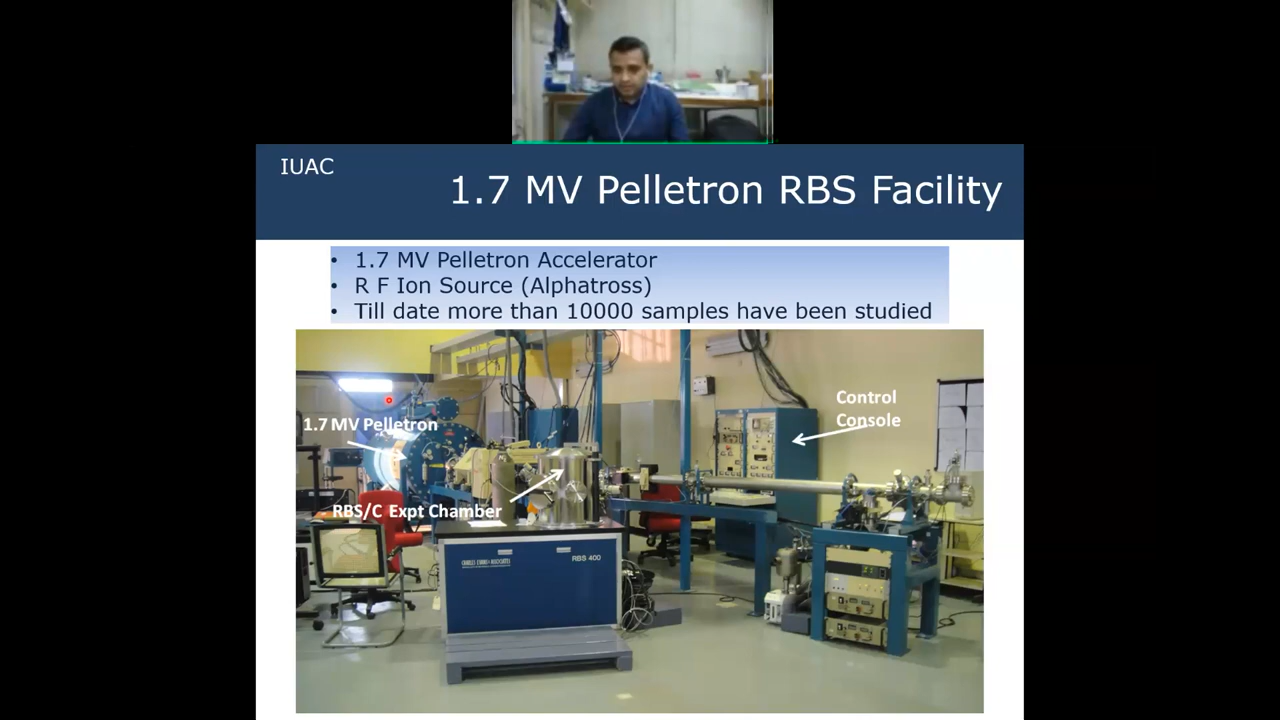 IUAC
1.7 MV Pelletron RBS Facility
• 1.7 MV Pelletron Accelerator
• R F Ion Source (Alphatross)
• Till date more than 10000 samples have been studied
Control
Console
1.7 MV Pelletron
RBS/C Expt Chamber
RBS 400